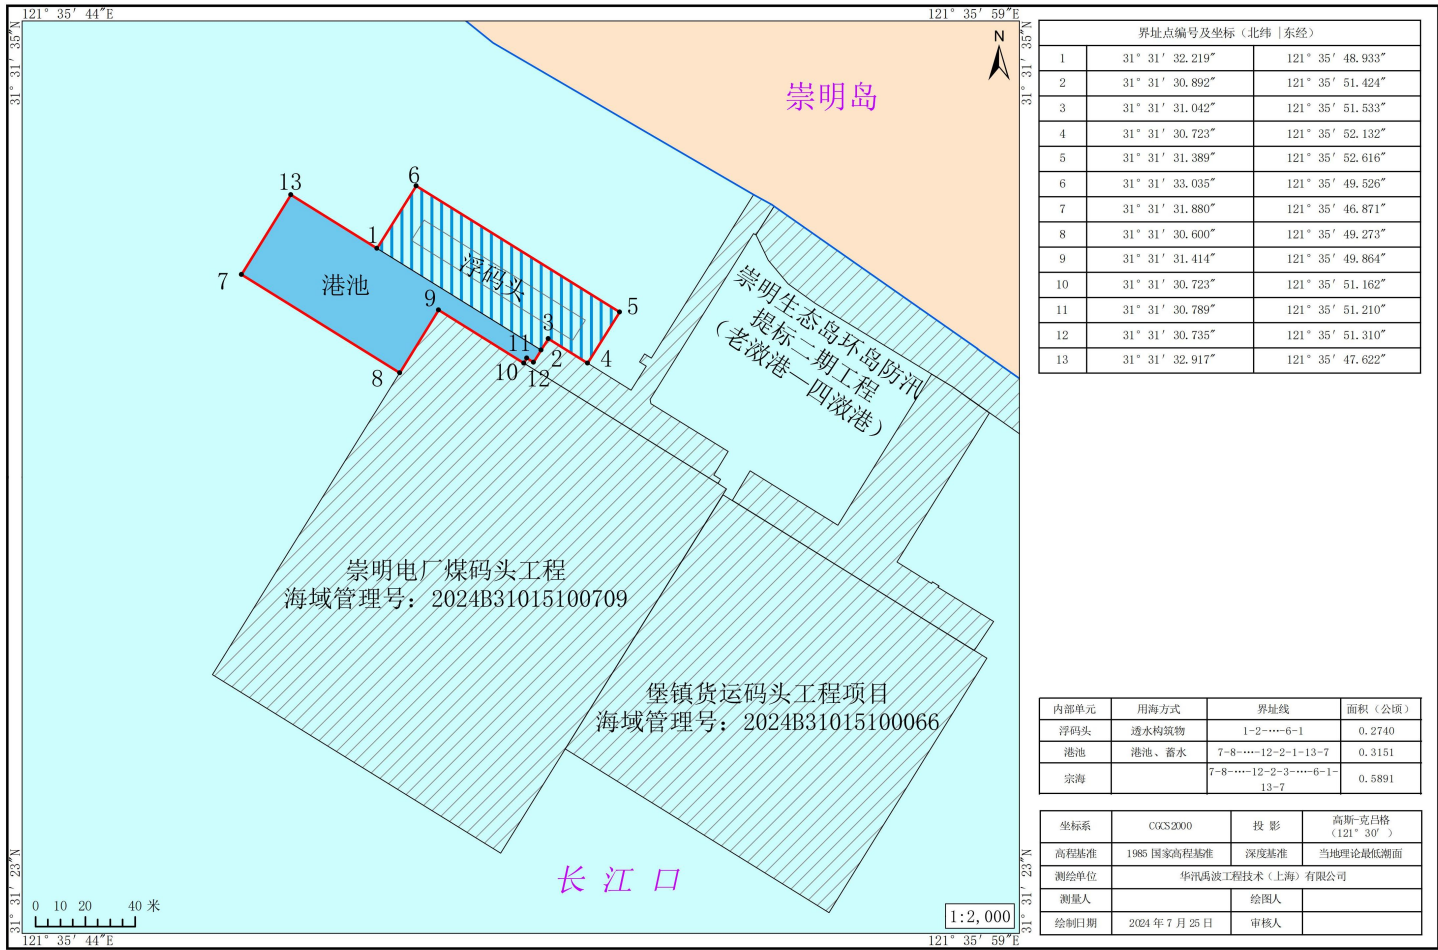 121° 35′ 44″E
121° 35′ 59″E
31° 31′ 35″N
31° 31′ 35″N
N
崇明岛
13
6
1
7
港池
浮码头
9
5
3
11
2
4
8
10
12
崇明生态岛环岛防汛
提标二期工程
（老滧港—四滧港）
崇明电厂煤码头工程
海域管理号：2024B31015100709
堡镇货运码头工程项目
海域管理号：2024B31015100066
长江口
0 10 20 40 米
1:2,000
31° 31′ 23″N
31° 31′ 23″N
121° 35′ 44″E
121° 35′ 59″E
界址点编号及坐标（北纬 |东经）
1 31° 31′ 32.219″ 121° 35′ 48.933″
2 31° 31′ 30.892″ 121° 35′ 51.424″
3 31° 31′ 31.042″ 121° 35′ 51.533″
4 31° 31′ 30.723″ 121° 35′ 52.132″
5 31° 31′ 31.389″ 121° 35′ 52.616″
6 31° 31′ 33.035″ 121° 35′ 49.526″
7 31° 31′ 31.880″ 121° 35′ 46.871″
8 31° 31′ 30.600″ 121° 35′ 49.273″
9 31° 31′ 31.414″ 121° 35′ 49.864″
10 31° 31′ 30.723″ 121° 35′ 51.162″
11 31° 31′ 30.789″ 121° 35′ 51.210″
12 31° 31′ 30.735″ 121° 35′ 51.310″
13 31° 31′ 32.917″ 121° 35′ 47.622″
内部单元 用海方式 界址线 面积（公顷）
浮码头 透水构筑物 1-2-…-6-1 0.2740
港池 港池、蓄水 7-8-…-12-2-1-13-7 0.3151
宗海 7-8-…-12-2-3-…-6-1- 0.5891
13-7
坐标系 CGCS2000 投 影 高斯-克吕格
（121° 30′ ）
高程基准 1985 国家高程基准 深度基准 当地理论最低潮面
测绘单位 华汛禹波工程技术（上海）有限公司
测量人 绘图人
绘制日期 2024 年 7 月 25 日 审核人